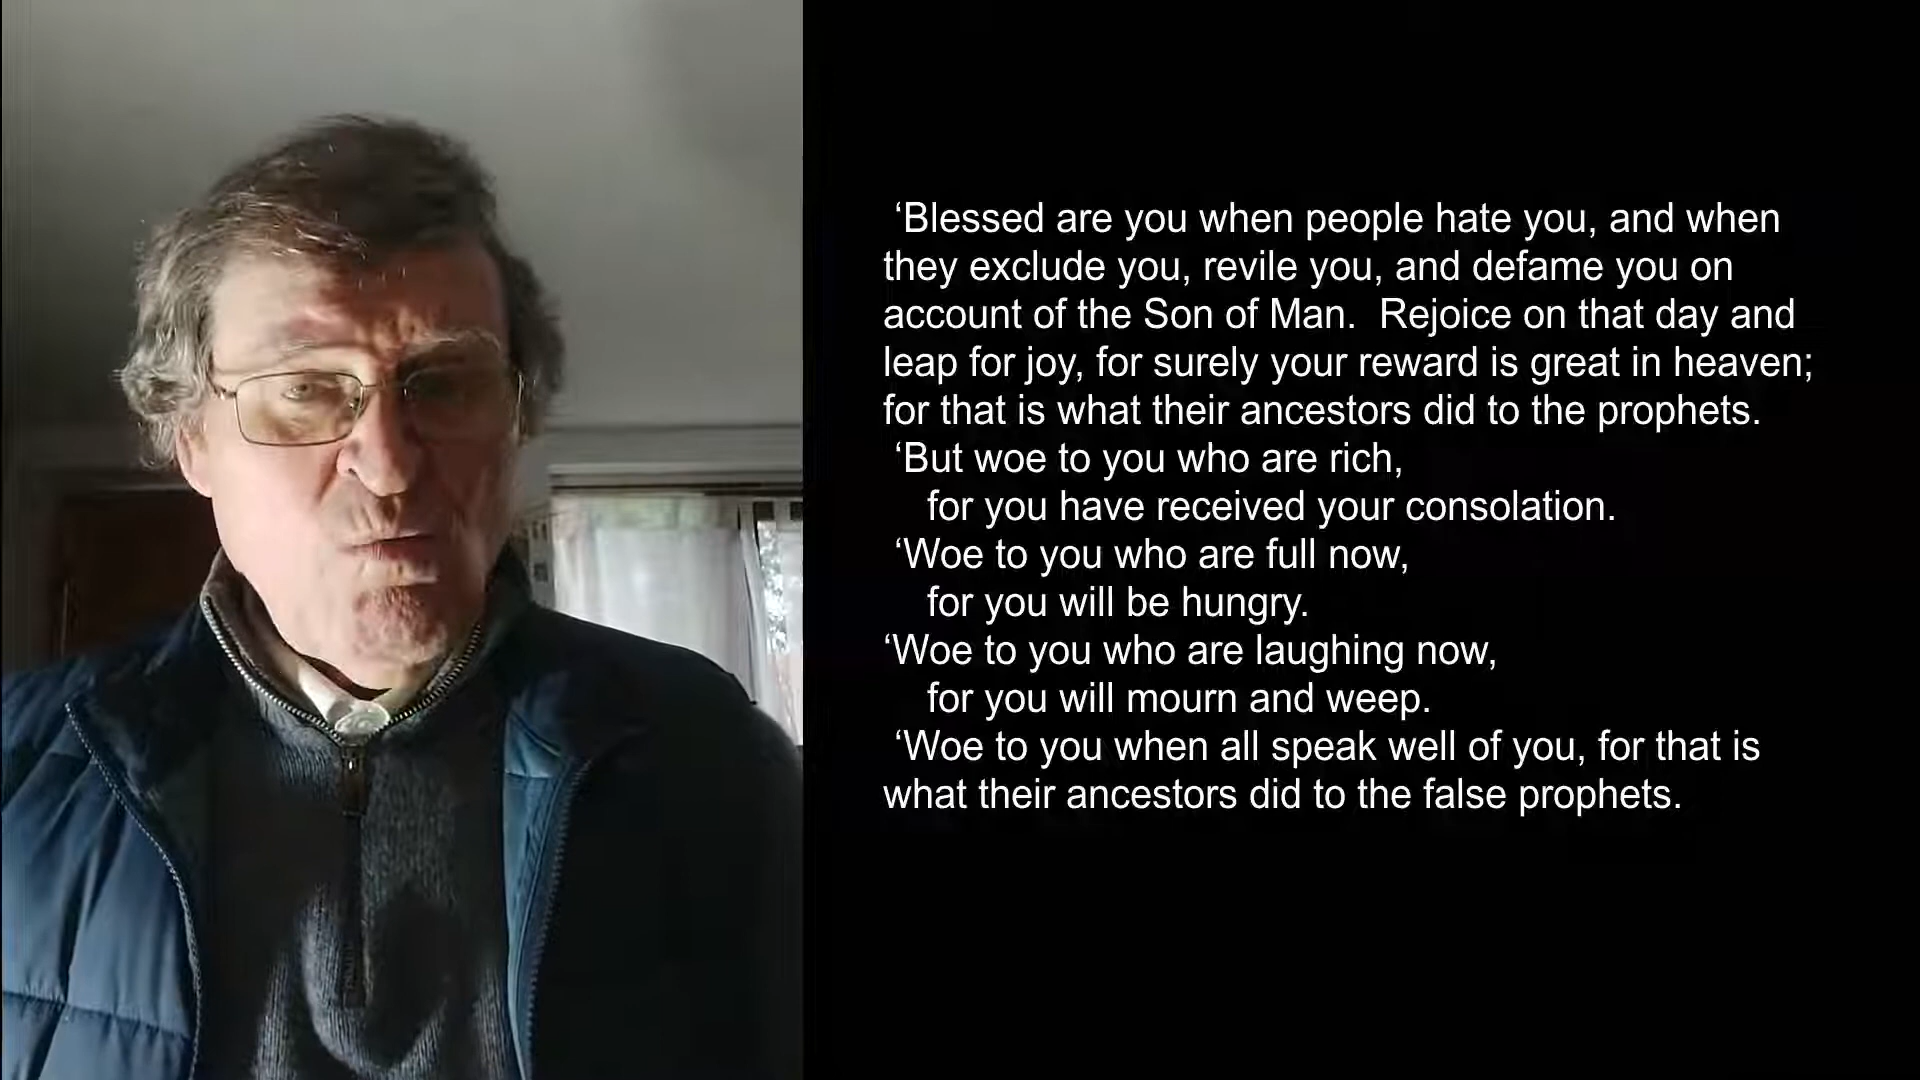 ‘Blessed are you when people hate you, and when
they exclude you, revile you, and defame you on
account of the Son of Man.  Rejoice on that day and
leap for joy, for surely your reward is great in heaven;
for that is what their ancestors did to the prophets.
‘But woe to you who are rich,
for you have received your consolation.
‘Woe to you who are full now,
for you will be hungry.
‘Woe to you who are laughing now,
for you will mourn and weep.
‘Woe to you when all speak well of you, for that is
what their ancestors did to the false prophets.